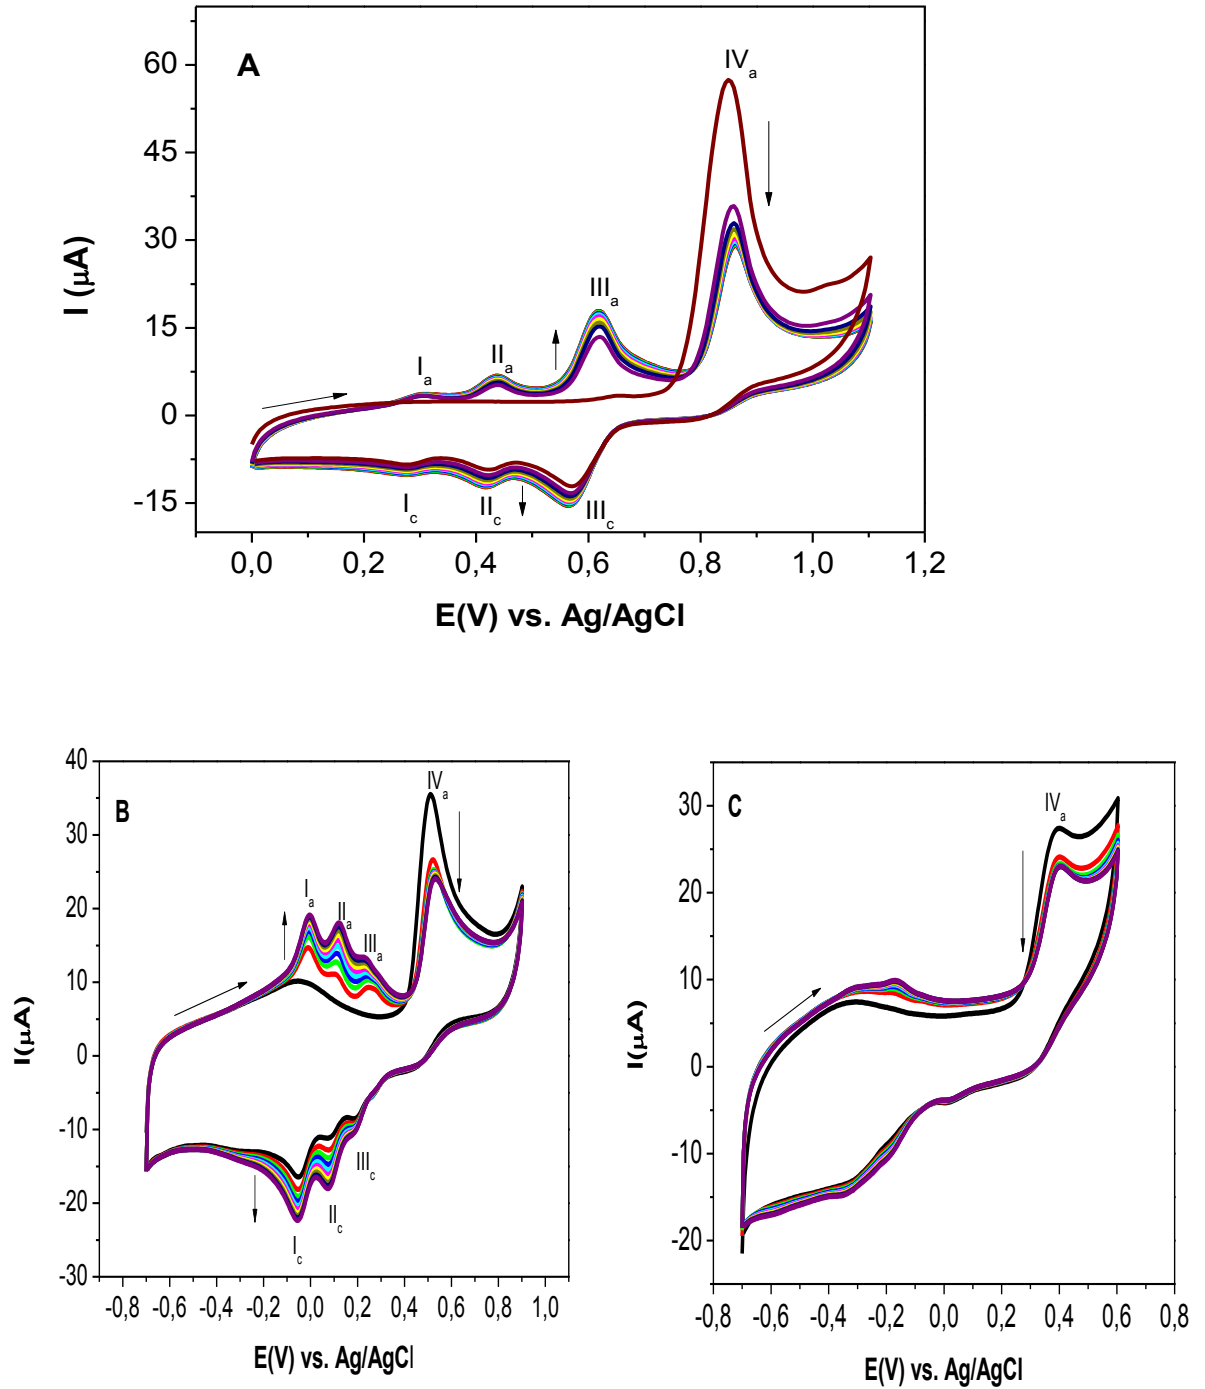 A
IVa
60
45
30
15
0
-15
I (µA)
IIIa
IIa
Ia
Ic
IIc
IIIc
0,0 0,2 0,4 0,6 0,8 1,0 1,2
E(V) vs. Ag/AgCl
B
IVa
40
30
20
10
0
-10
-20
-30
I(µA)
Ia
IIa
IIIa
IIIc
IIc
Ic
-0,8 -0,6 -0,4 -0,2 0,0 0,2 0,4 0,6 0,8 1,0
E(V) vs. Ag/AgCl
C
IVa
30
20
10
0
-10
-20
I(µA)
-0,8 -0,6 -0,4 -0,2 0,0 0,2 0,4 0,6 0,8
E(V) vs. Ag/AgCl